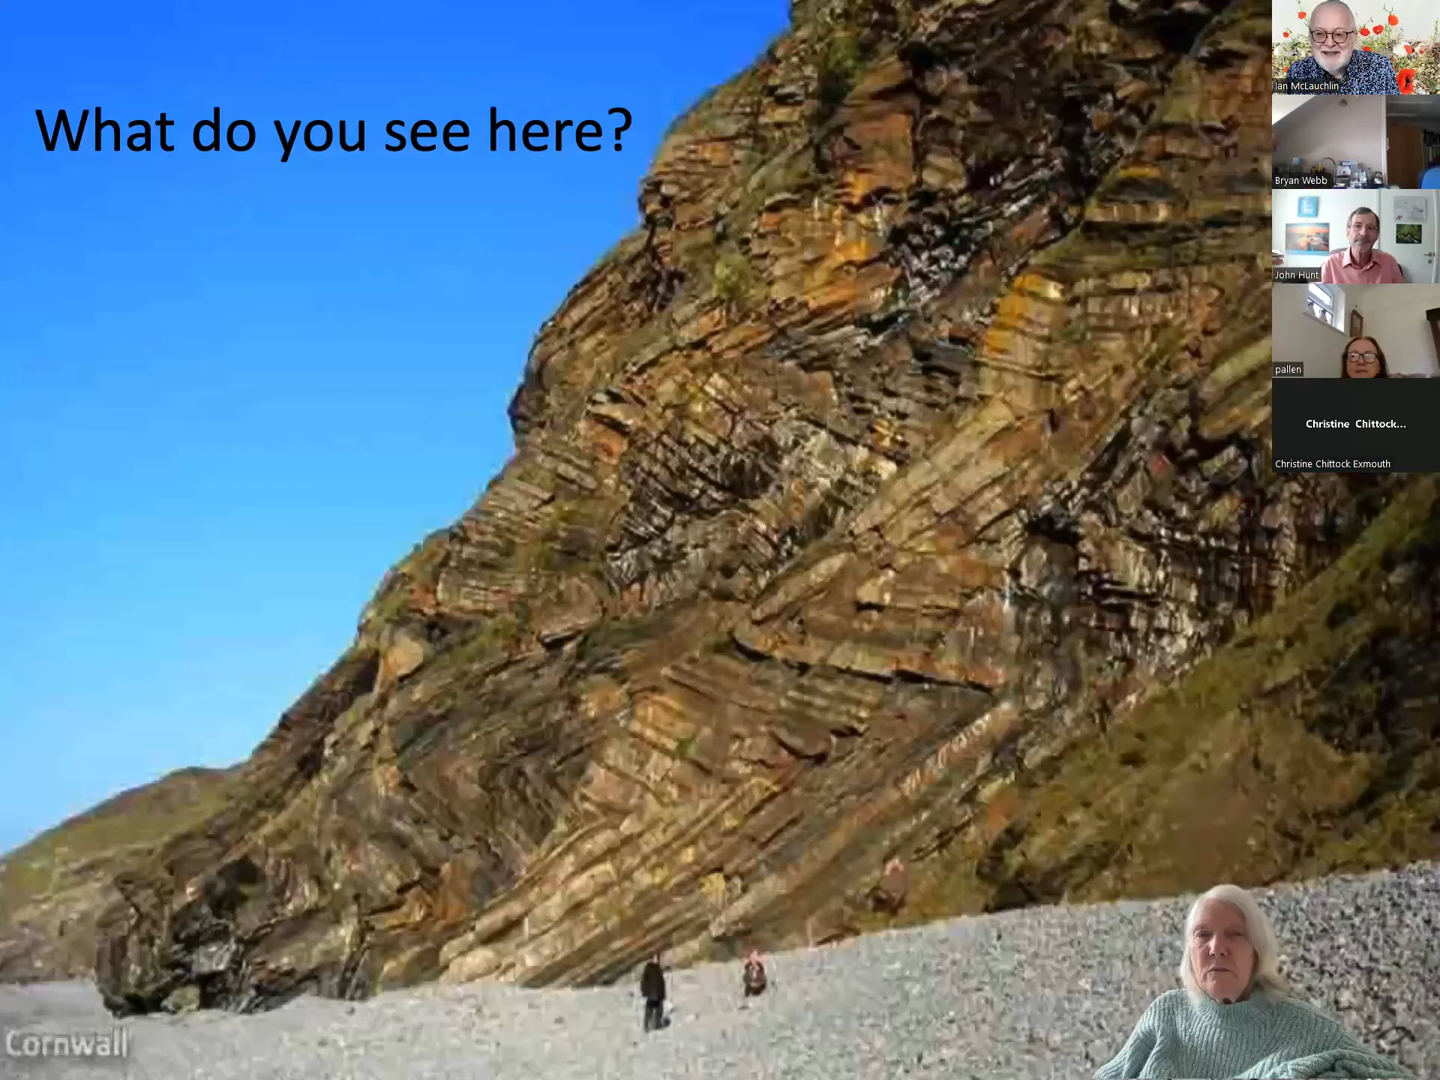 What do you see here?
Ian McLauchlin
Bryan Webb
John Hunt
pallen
Christine Chittock...
Christine Chittock Exmouth
Cornwall